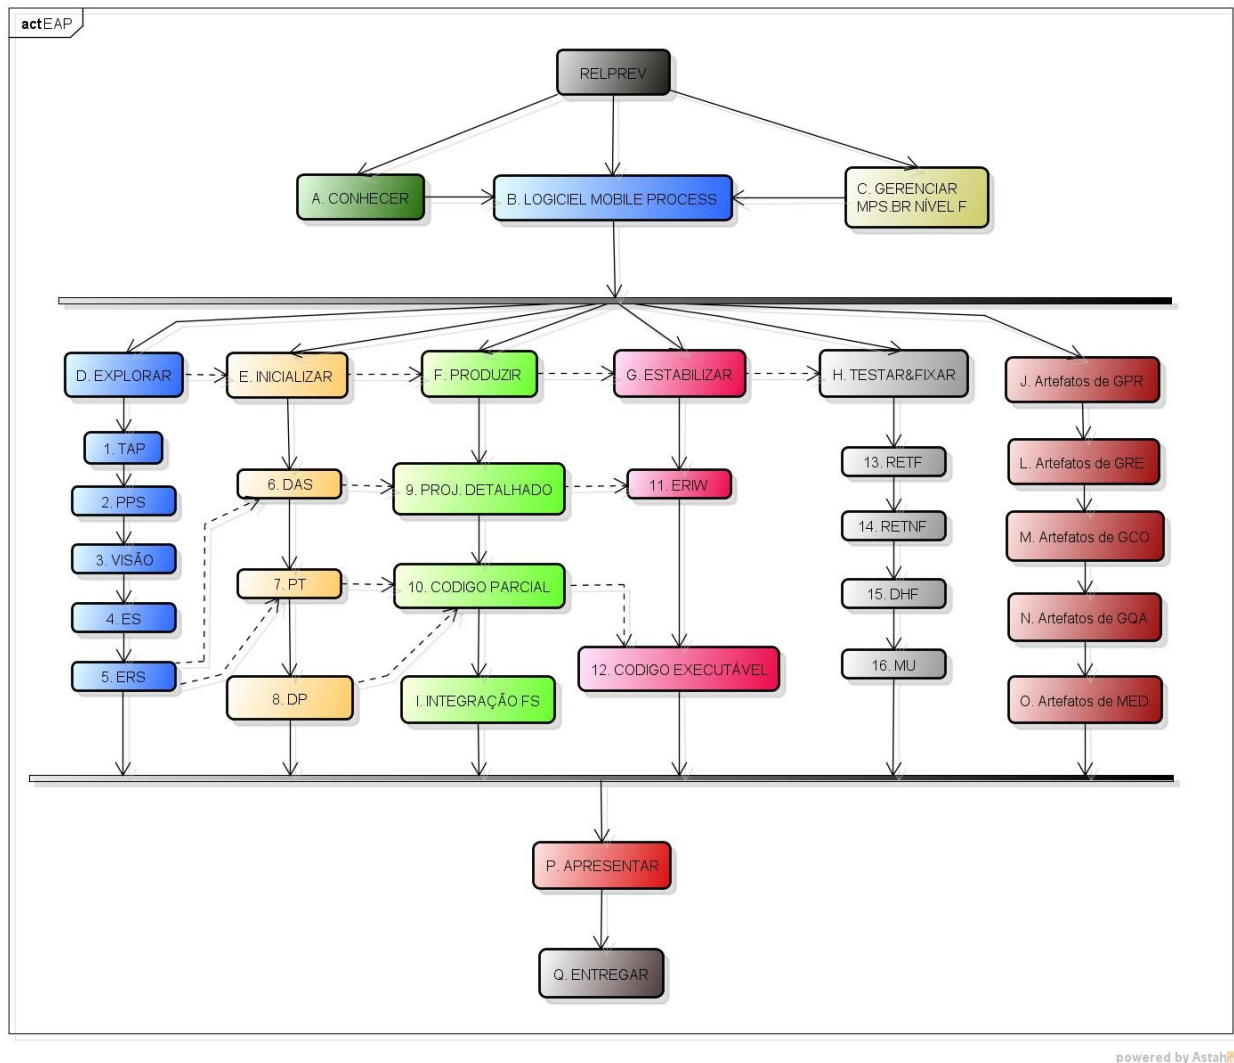 actEAP
RELPREV
A. CONHECER
B. LOGICIEL MOBILE PROCESS
C. GERENCIAR
MPS.BR NÍVEL F
D. EXPLORAR
E. INICIALIZAR
F. PRODUZIR
G. ESTABILIZAR
H. TESTAR&FIXAR
J. Artefatos de GPR
1. TAP
2. PPS
3. VISÃO
4. ES
5. ERS
6. DAS
7. PT
8. DP
9. PROJ. DETALHADO
10. CODIGO PARCIAL
I. INTEGRAÇÃO FS
11. ERIW
12. CODIGO EXECUTÁVEL
13. RETF
14. RETNF
15. DHF
16. MU
L. Artefatos de GRE
M. Artefatos de GCO
N. Artefatos de GQA
O. Artefatos de MED
P. APRESENTAR
Q. ENTREGAR
powered by Astah